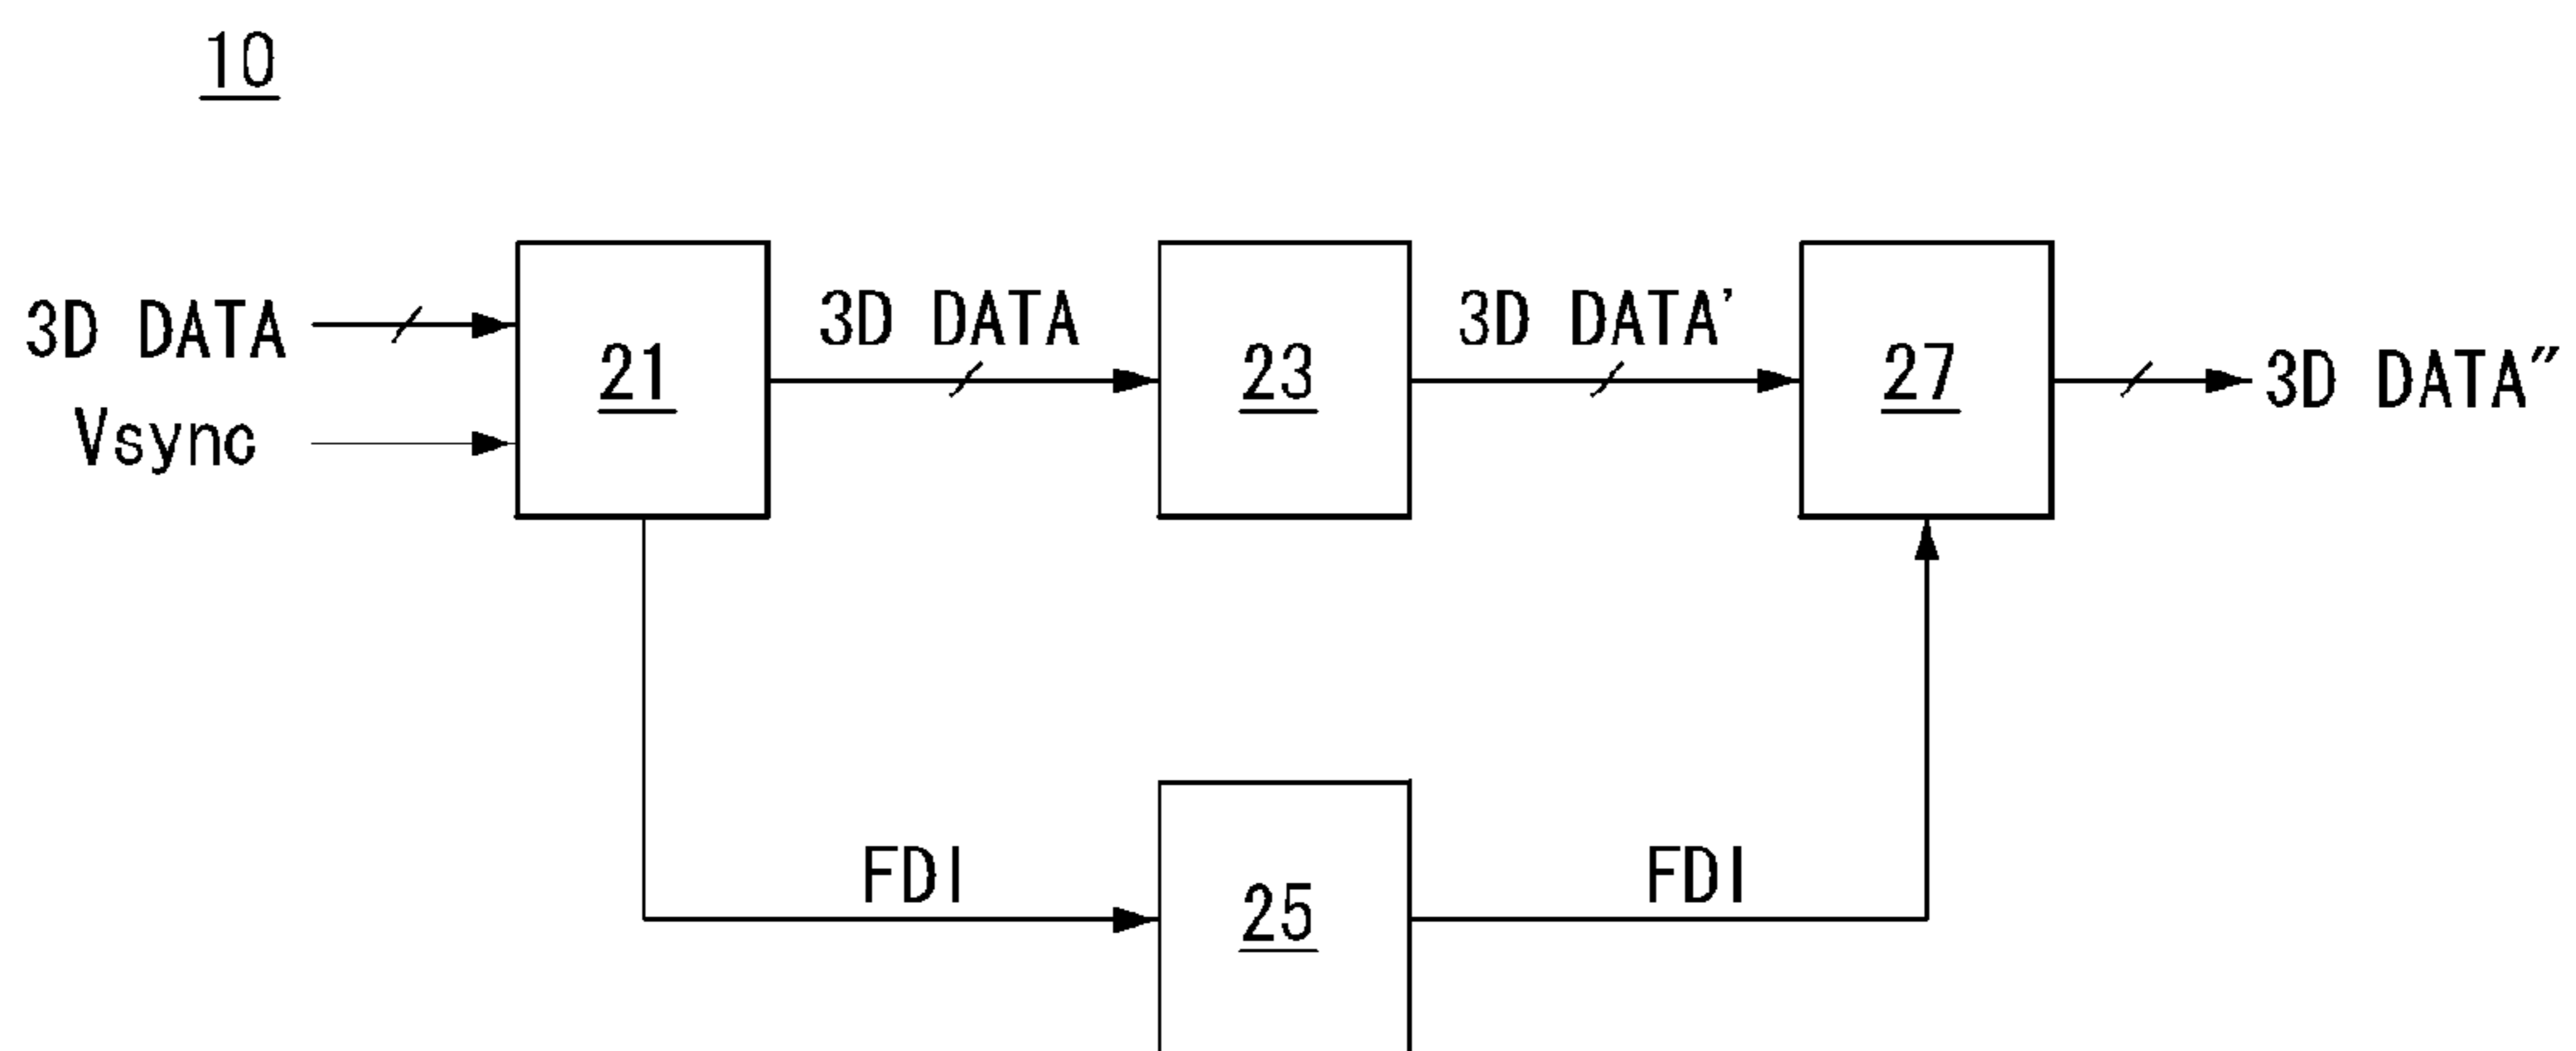 10
3D DATA
Vsync
21
3D DATA
23
3D DATA'
27
3D DATA"
FDI
25
FDI